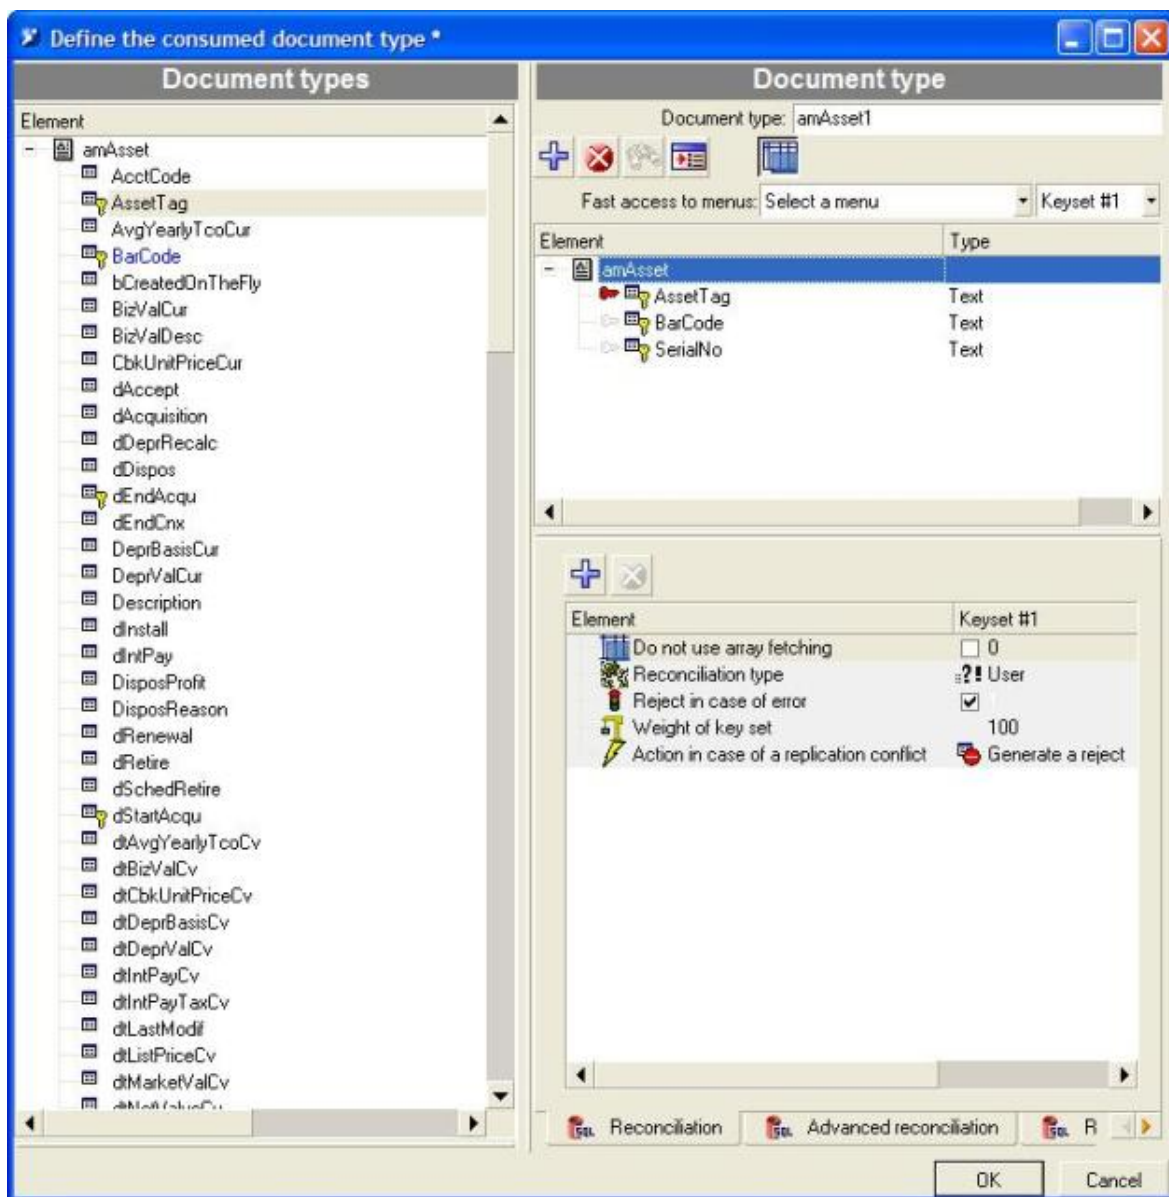 Define the consumed document type *
Document types
Element
amAsset
AcctCode
AssetTag
AvgYearlyTcoCur
BarCode
bCreatedOnTheFly
BizValCur
BizValDesc
CbkUnitPriceCur
dAccept
dAcquisition
dDeprRecalc
dDispos
dEndAcqu
dEndCnx
DeprBasisCur
DeprValCur
Description
dInstall
dIntPay
DisposProfit
DisposReason
dRenewal
dRetire
dSchedRetire
dStartAcqu
dtAvgYearlyTcoCv
dtBizValCv
dtCbkUnitPriceCv
dtDeprBasisCv
dtDeprValCv
dtIntPayCv
dtIntPayTaxCv
dtLastModif
dtListPriceCv
dtMarketValCv
Document type
Document type: amAsset1
Fast access to menus: Select a menu Keyset #1
Element Type
amAsset
AssetTag Text
BarCode Text
SerialNo Text
Element Keyset #1
Do not use array fetching 0
Reconciliation type ?! User
Reject in case of error
Weight of key set 100
Action in case of a replication conflict Generate a reject
SQL Reconciliation SQL Advanced reconciliation SQL R
OK Cancel